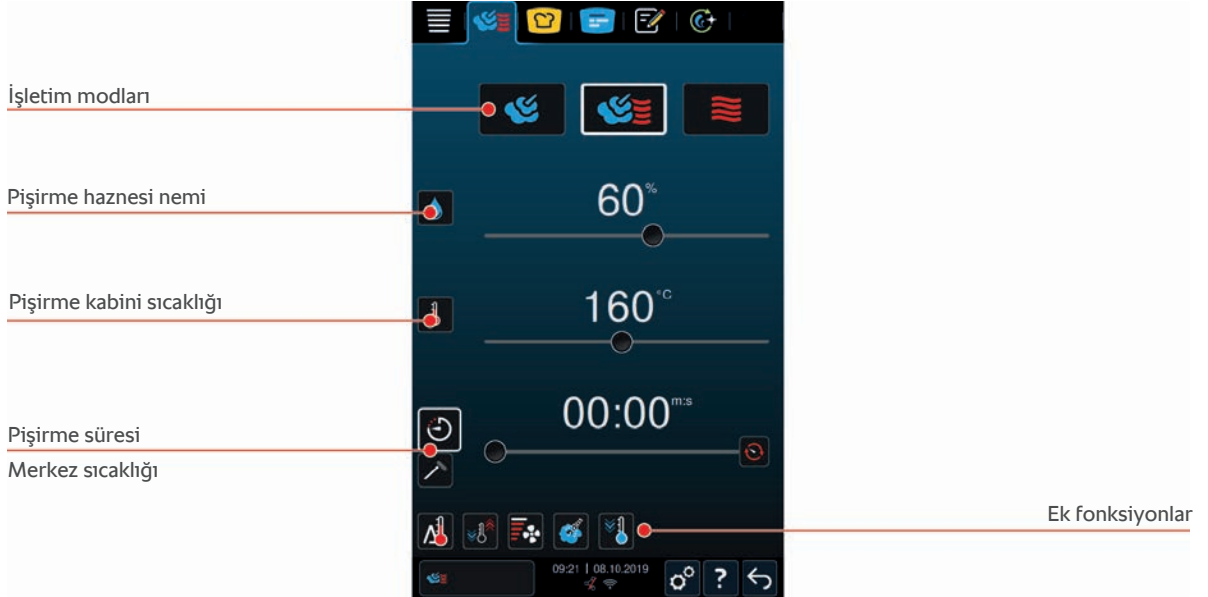 İşletim modları
Pişirme haznesi nemi
60%
Pişirme kabini sıcaklığı
160°C
00:00 m:s
Pişirme süresi
Merkez sıcaklığı
Ek fonksiyonlar
09:21 | 08.10.2019
?